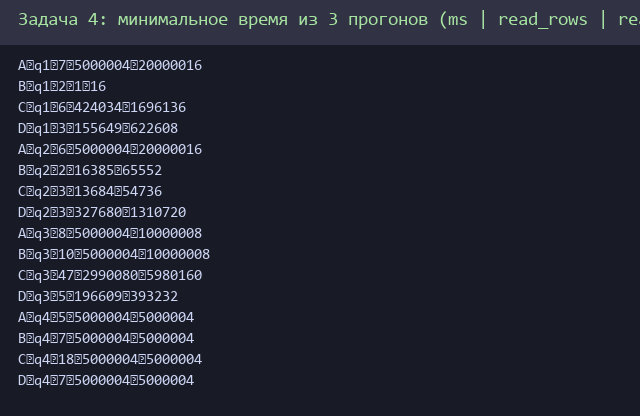 Задача 4: минимальное время из 3 прогонов (ms | read_rows | rea
A▯q1▯7▯5000004▯20000016
B▯q1▯2▯1▯16
C▯q1▯6▯424034▯1696136
D▯q1▯3▯155649▯622608
A▯q2▯6▯5000004▯20000016
B▯q2▯2▯16385▯65552
C▯q2▯3▯13684▯54736
D▯q2▯3▯327680▯1310720
A▯q3▯8▯5000004▯10000008
B▯q3▯10▯5000004▯10000008
C▯q3▯47▯2990080▯5980160
D▯q3▯5▯196609▯393232
A▯q4▯5▯5000004▯5000004
B▯q4▯7▯5000004▯5000004
C▯q4▯18▯5000004▯5000004
D▯q4▯7▯5000004▯5000004